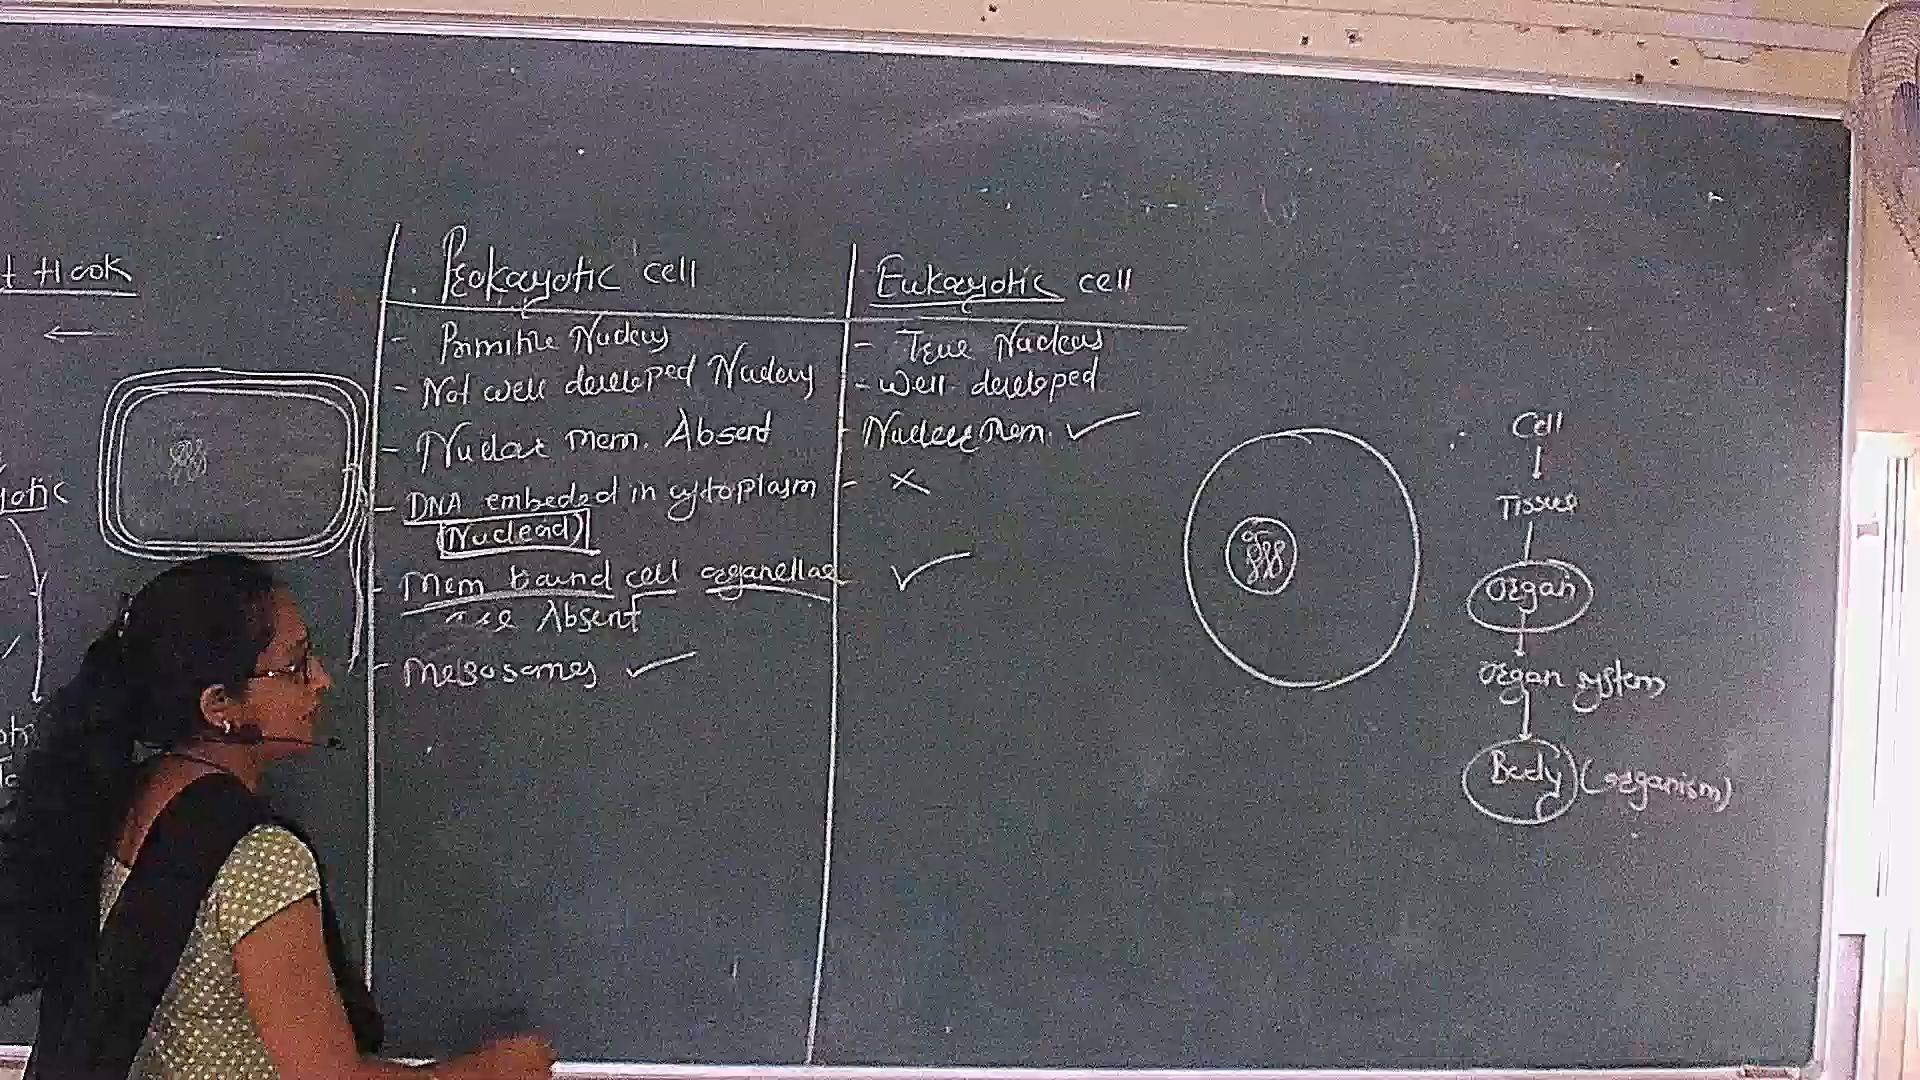 t Hook
Prokaryotic cell
Eukaryotic cell
- Primitive Nucleus
- True Nucleus
- Not well developed Nucleus
- Well developed
- Nuclear mem. Absent
- Nuclear Mem. ✓
- DNA embeded in cytoplasm
- ×
(Nucleoid)
- Mem bound cell organellae
✓
are Absent
- Mesosomes ✓
Cell
Tissue
Organ
Organ system
Body (organism)